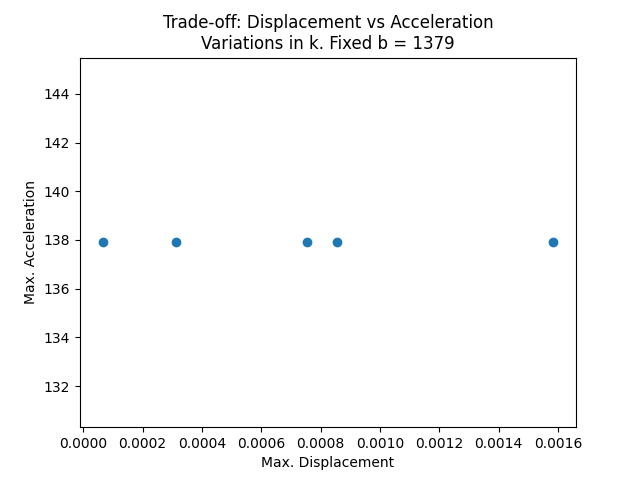 Trade-off: Displacement vs Acceleration
Variations in k. Fixed b = 1379
144
142
140
138
136
134
132
Max. Acceleration
0.0000 0.0002 0.0004 0.0006 0.0008 0.0010 0.0012 0.0014 0.0016
Max. Displacement